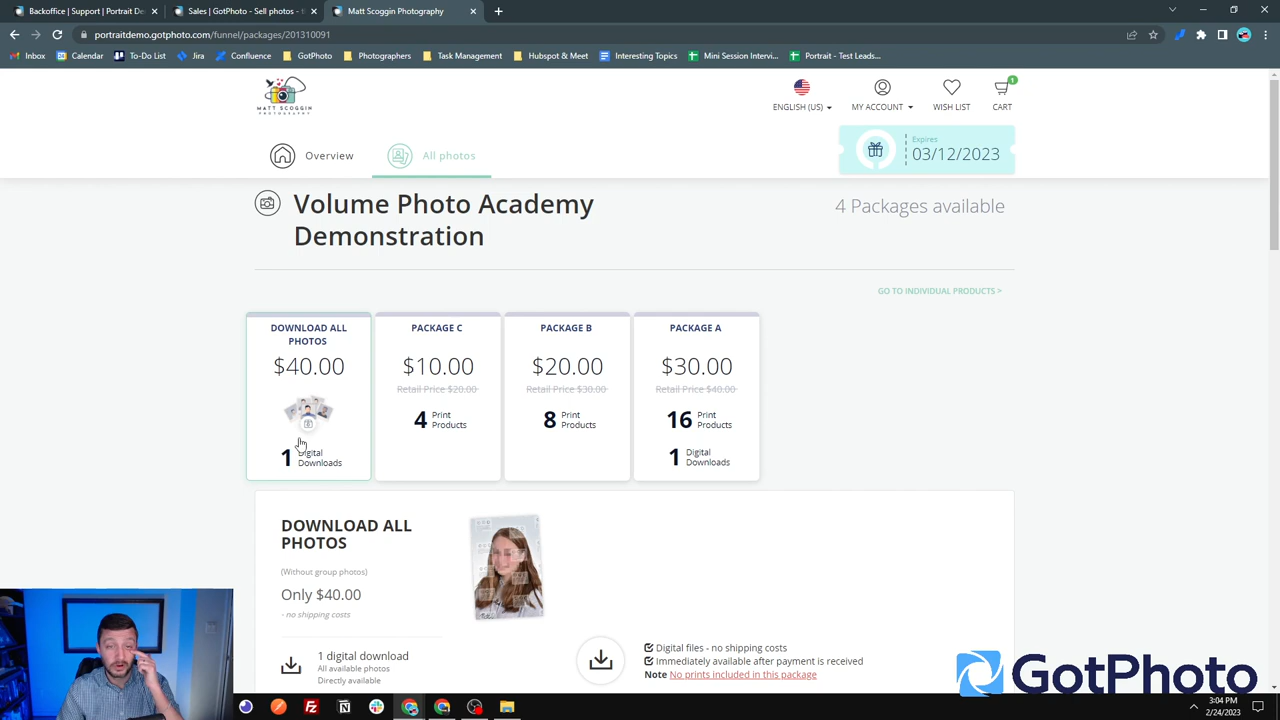 Backoffice | Support | Portrait De
Sales | GotPhoto - Sell photos - t
Matt Scoggin Photography
portraitdemo.gotphoto.com/funnel/packages/201310091
Inbox
Calendar
To-Do List
Jira
Confluence
GotPhoto
Photographers
Task Management
Hubspot & Meet
Interesting Topics
Mini Session Intervi...
Portrait - Test Leads...
MATT SCOGGIN
PHOTOGRAPHY
ENGLISH (US)
MY ACCOUNT
WISH LIST
1
CART
Overview
All photos
Expires
03/12/2023
Volume Photo Academy
Demonstration
4 Packages available
GO TO INDIVIDUAL PRODUCTS >
DOWNLOAD ALL
PHOTOS
$40.00
1 Digital
Downloads
PACKAGE C
$10.00
Retail Price $20.00
4 Print
Products
PACKAGE B
$20.00
Retail Price $30.00
8 Print
Products
PACKAGE A
$30.00
Retail Price $40.00
16 Print
Products
1 Digital
Downloads
DOWNLOAD ALL
PHOTOS
(Without group photos)
Only $40.00
- no shipping costs
1 digital download
All available photos
Directly available
Digital files - no shipping costs
Immediately available after payment is received
Note No prints included in this package
GotPhoto
3:04 PM
2/24/2023